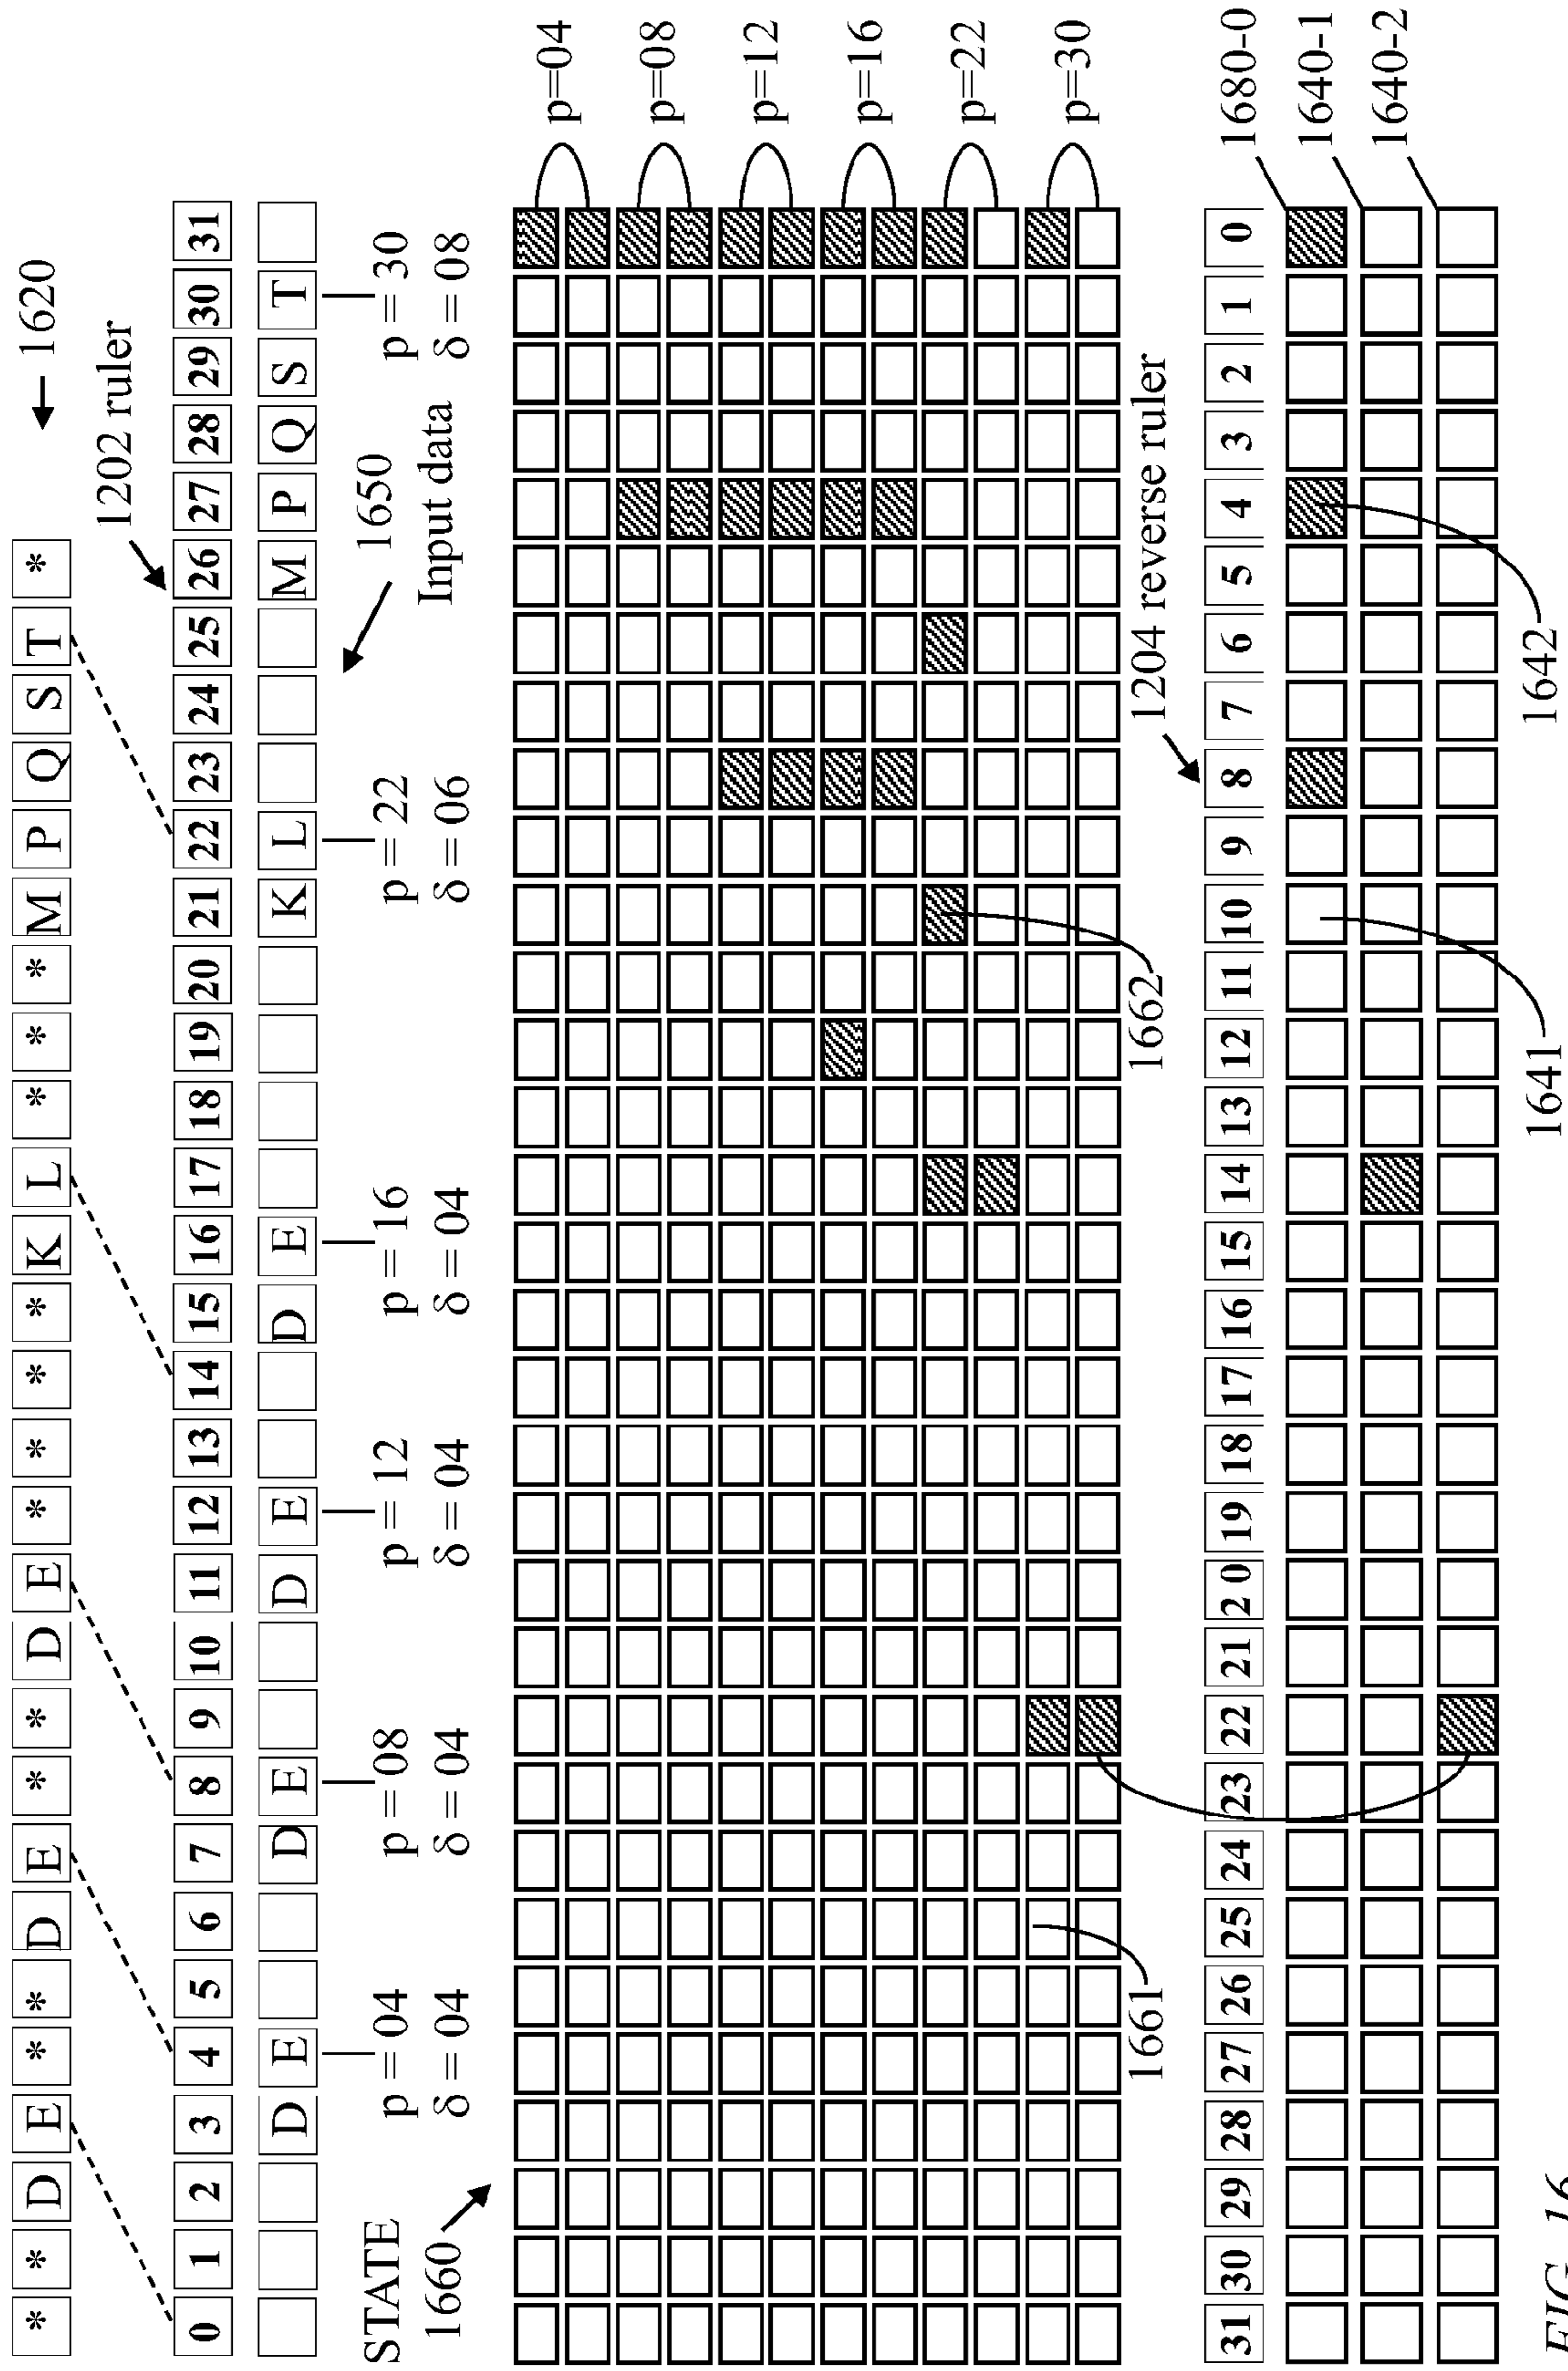 * * D E * * D E * * D E * * * * K L * * * M P Q S T * 1620
1202 ruler
0 1 2 3 4 5 6 7 8 9 10 11 12 13 14 15 16 17 18 19 20 21 22 23 24 25 26 27 28 29 30 31
D E D E D E D E K L M P Q S T
1650
Input data
p = 04 p = 08 p = 12 p = 16 p = 22 p = 30
δ = 04 δ = 04 δ = 04 δ = 04 δ = 06 δ = 08
STATE
1660
p=04
p=08
p=12
p=16
p=22
p=30
1661 1662 1204 reverse ruler
31 30 29 28 27 26 25 24 23 22 21 2 0 19 18 17 16 15 14 13 12 11 10 9 8 7 6 5 4 3 2 1 0
1680-0
1640-1
1640-2
1641 1642
FIG. 16